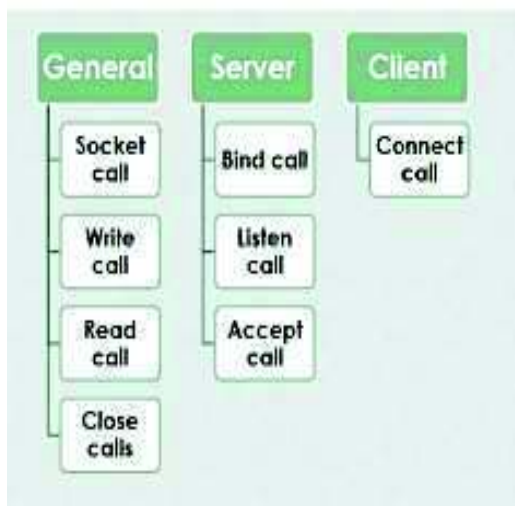 General
Socket
call
Write
call
Read
call
Close
calls
Server
Bind call
Listen
call
Accept
call
Client
Connect
call